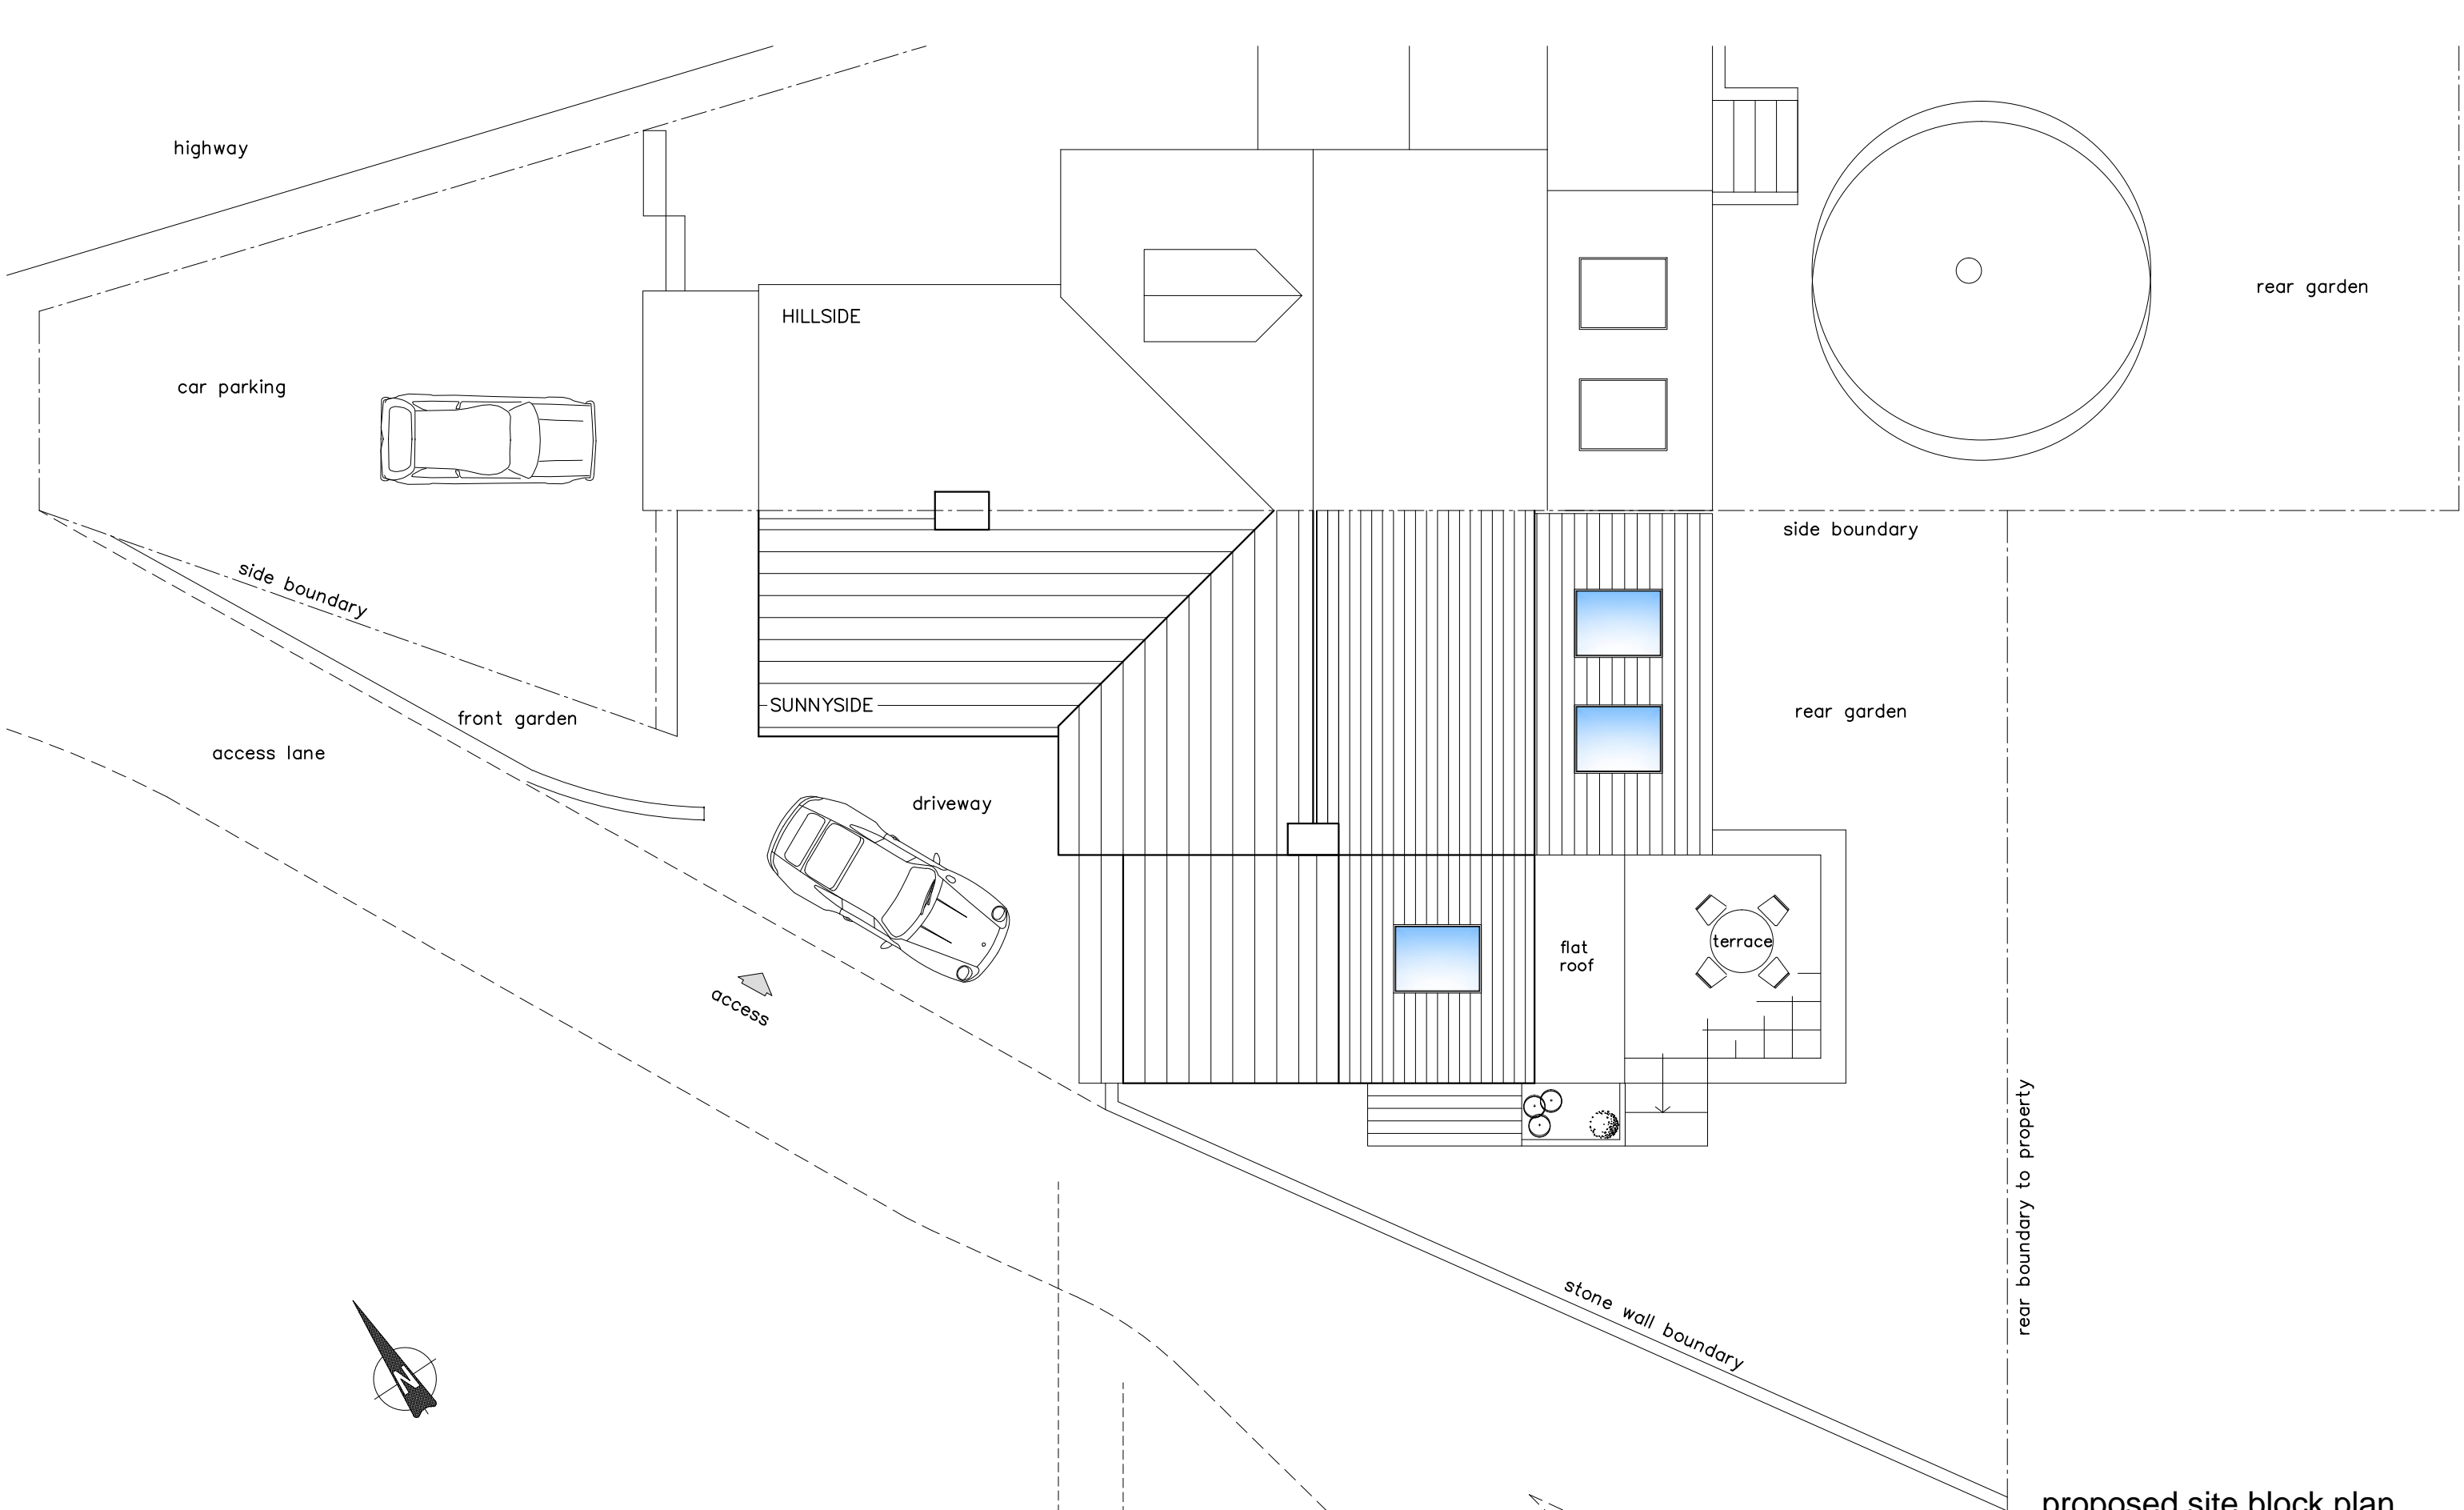 highway
rear garden
HILLSIDE
car parking
side boundary
side boundary
SUNNYSIDE
rear garden
front garden
access lane
driveway
terrace
flat
roof
access
rear boundary to property
stone wall boundary
N
proposed site block plan